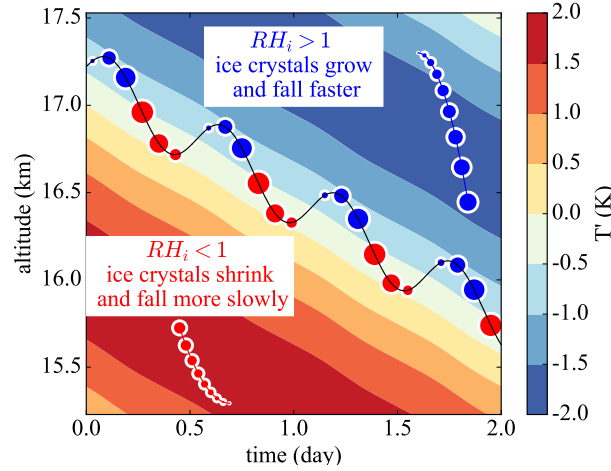 17.5
17.0
16.5
16.0
15.5
altitude (km)
0.0
0.5
1.0
1.5
2.0
time (day)
RH_i > 1
ice crystals grow
and fall faster
RH_i < 1
ice crystals shrink
and fall more slowly
2.0
1.5
1.0
0.5
0.0
-0.5
-1.0
-1.5
-2.0
T' (K)